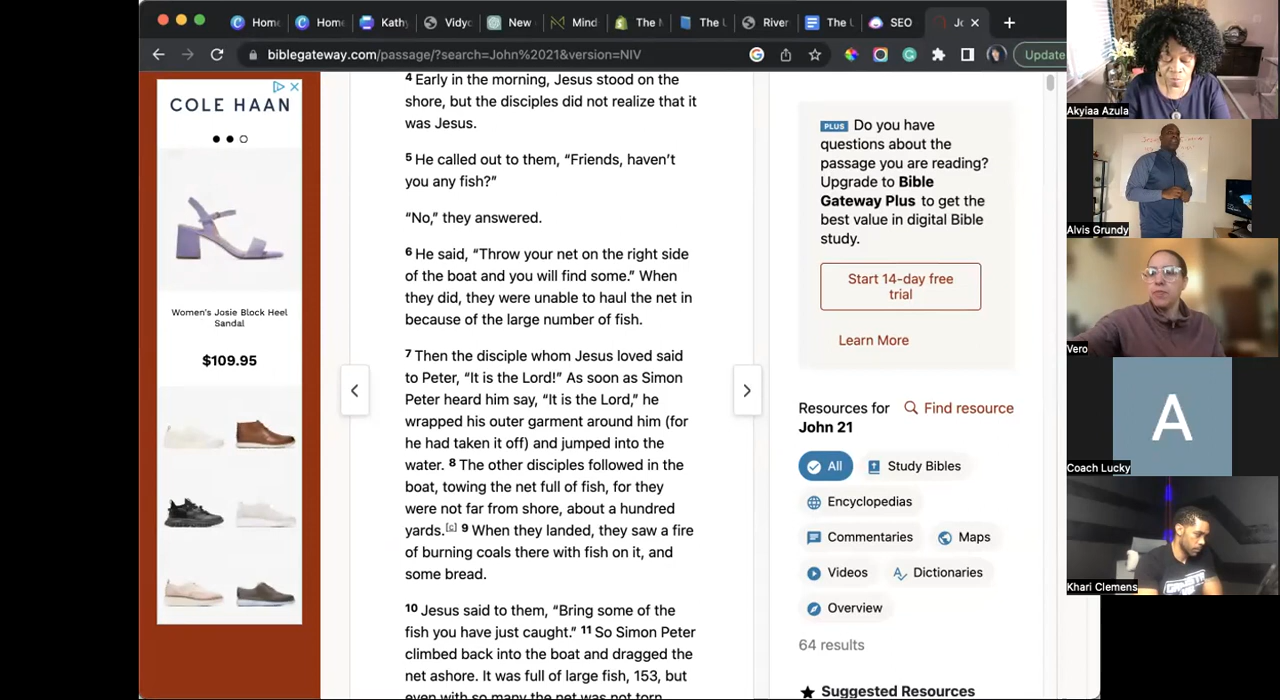 Home
Home
Kathy
Vidyc
New
Mind
The N
The U
River
The U
SEO
Jo
biblegateway.com/passage/?search=John%2021&version=NIV
Update
COLE HAAN
Women's Josie Block Heel
Sandal
$109.95
4 Early in the morning, Jesus stood on the
shore, but the disciples did not realize that it
was Jesus.
5 He called out to them, “Friends, haven’t
you any fish?”
“No,” they answered.
6 He said, “Throw your net on the right side
of the boat and you will find some.” When
they did, they were unable to haul the net in
because of the large number of fish.
7 Then the disciple whom Jesus loved said
to Peter, “It is the Lord!” As soon as Simon
Peter heard him say, “It is the Lord,” he
wrapped his outer garment around him (for
he had taken it off) and jumped into the
water. 8 The other disciples followed in the
boat, towing the net full of fish, for they
were not far from shore, about a hundred
yards.[c] 9 When they landed, they saw a fire
of burning coals there with fish on it, and
some bread.
10 Jesus said to them, “Bring some of the
fish you have just caught.” 11 So Simon Peter
climbed back into the boat and dragged the
net ashore. It was full of large fish, 153, but
even with so many the net was not torn
PLUS Do you have
questions about the
passage you are reading?
Upgrade to Bible
Gateway Plus to get the
best value in digital Bible
study.
Start 14-day free
trial
Learn More
Resources for
John 21
Find resource
All
Study Bibles
Encyclopedias
Commentaries
Maps
Videos
Dictionaries
Overview
64 results
Suggested Resources
Akyiaa Azula
Alvis Grundy
Vero
A
Coach Lucky
Khari Clemens